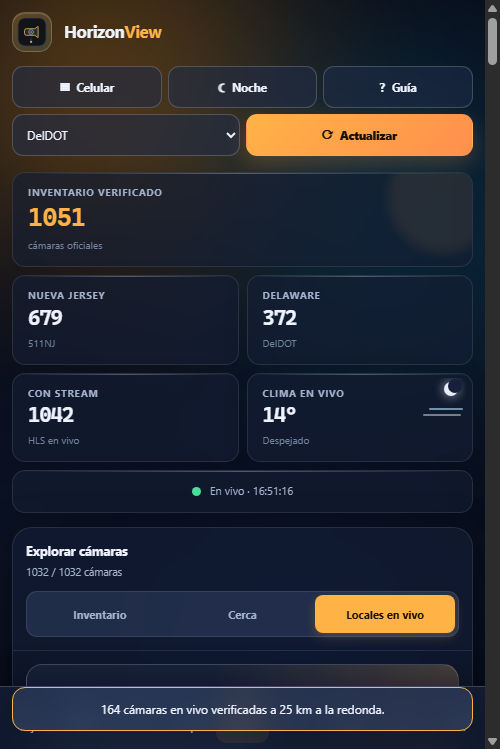 HorizonView
Celular
Noche
? Guía
DelDOT
Actualizar
INVENTARIO VERIFICADO
1051
cámaras oficiales
NUEVA JERSEY
679
511NJ
DELAWARE
372
DelDOT
CON STREAM
1042
HLS en vivo
CLIMA EN VIVO
14°
Despejado
En vivo · 16:51:16
Explorar cámaras
1032 / 1032 cámaras
Inventario
Cerca
Locales en vivo
164 cámaras en vivo verificadas a 25 km a la redonda.